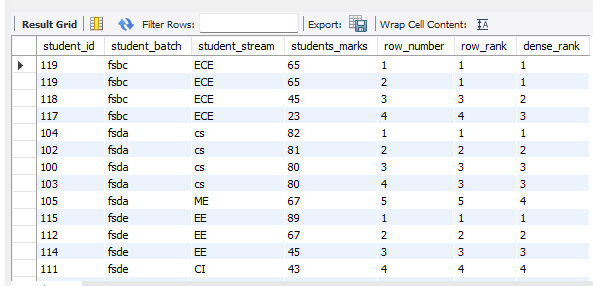 Result Grid Filter Rows: Export: Wrap Cell Content: IA
student_id student_batch student_stream students_marks row_number row_rank dense_rank
119 fsbc ECE 65 1 1 1
119 fsbc ECE 65 2 1 1
118 fsbc ECE 45 3 3 2
117 fsbc ECE 23 4 4 3
104 fsda cs 82 1 1 1
102 fsda cs 81 2 2 2
100 fsda cs 80 3 3 3
103 fsda cs 80 4 3 3
105 fsda ME 67 5 5 4
115 fsde EE 89 1 1 1
112 fsde EE 67 2 2 2
114 fsde EE 45 3 3 3
111 fsde CI 43 4 4 4